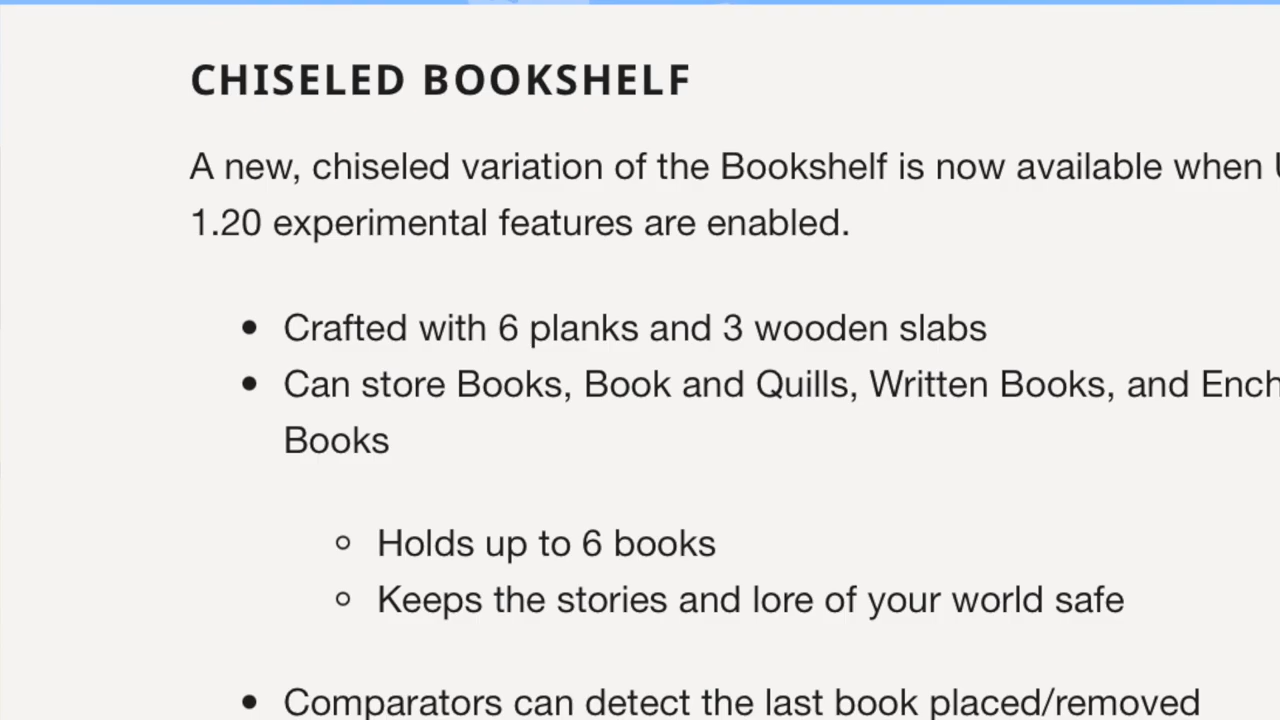 CHISELED BOOKSHELF
A new, chiseled variation of the Bookshelf is now available when
1.20 experimental features are enabled.
• Crafted with 6 planks and 3 wooden slabs
• Can store Books, Book and Quills, Written Books, and Ench
Books
○ Holds up to 6 books
○ Keeps the stories and lore of your world safe
• Comparators can detect the last book placed/removed